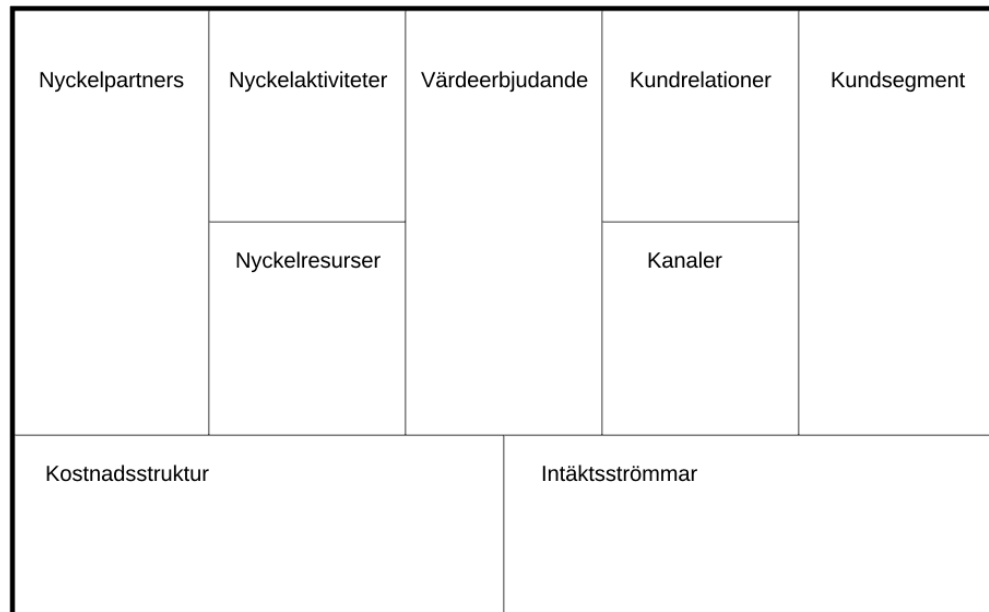 Nyckelpartners
Nyckelaktiviteter
Värdeerbjudande
Kundrelationer
Kundsegment
Nyckelresurser
Kanaler
Kostnadsstruktur
Intäktsströmmar